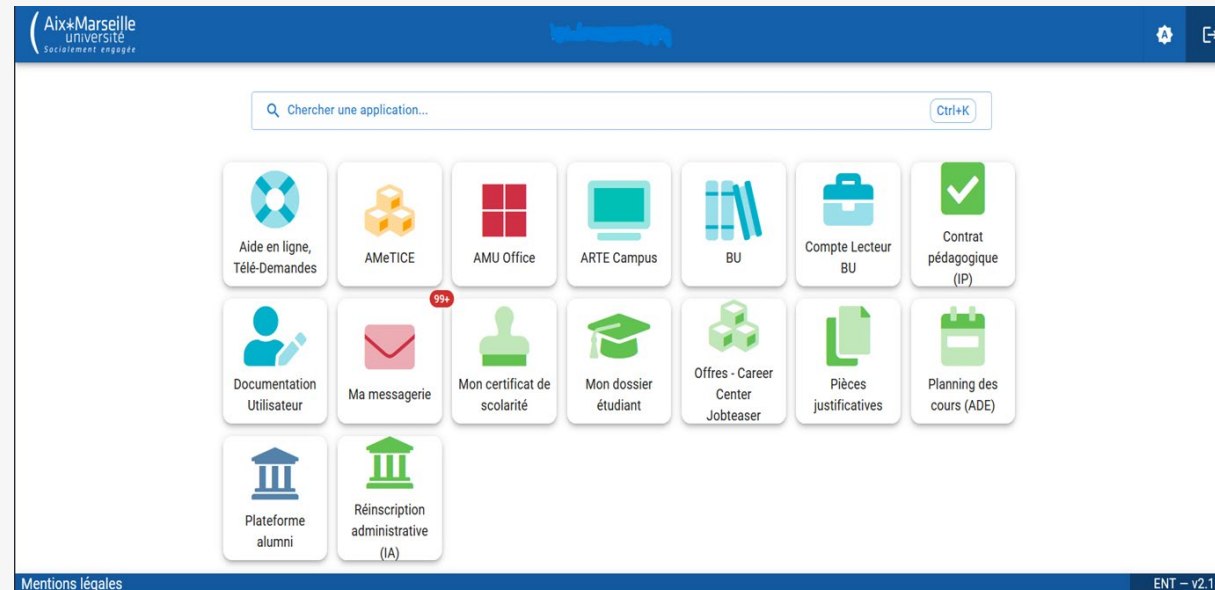 Aix*Marseille
université
Socialement engagée
Chercher une application...
Ctrl+K
Aide en ligne,
Télé-Demandes
AMeTICE
AMU Office
ARTE Campus
BU
Compte Lecteur
BU
Contrat
pédagogique
(IP)
99+
Documentation
Utilisateur
Ma messagerie
Mon certificat de
scolarité
Mon dossier
étudiant
Offres - Career
Center
Jobteaser
Pièces
justificatives
Planning des
cours (ADE)
Plateforme
alumni
Réinscription
administrative
(IA)
Mentions légales
ENT – v2.1